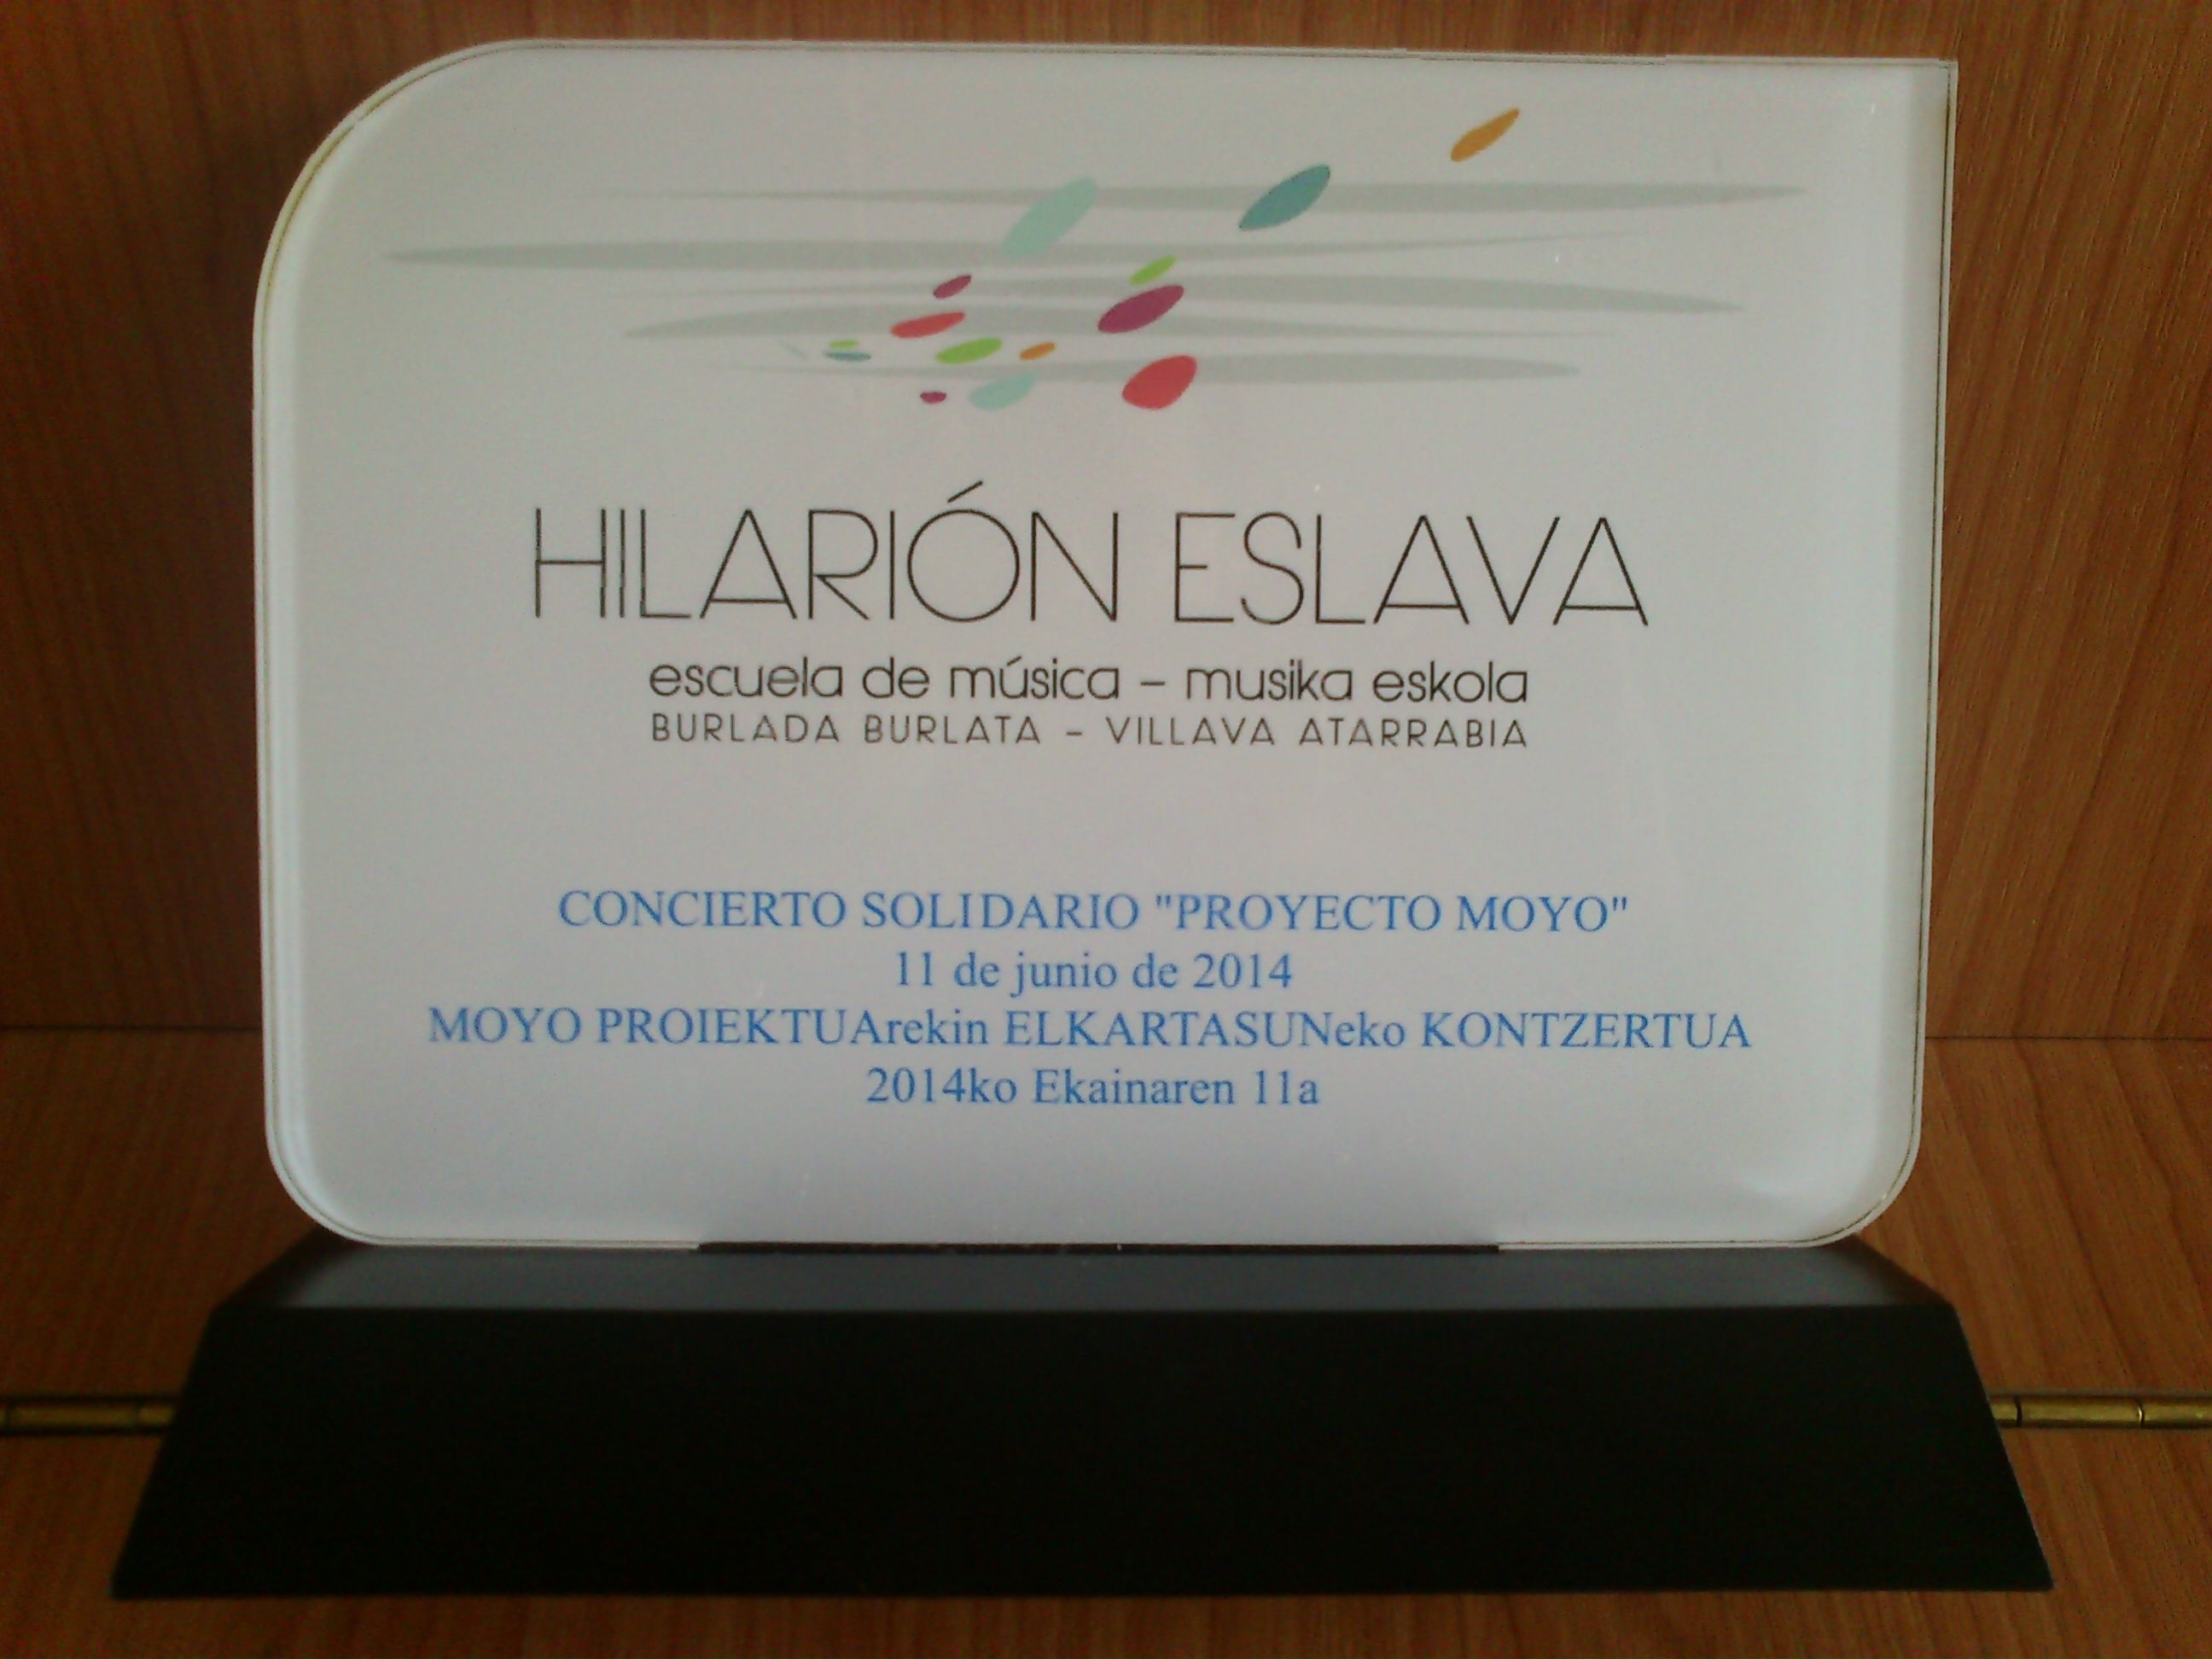 HILARIÓN ESLAVA
escuela de música – musika eskola
BURLADA BURLATA – VILLAVA ATARRABIA
CONCIERTO SOLIDARIO "PROYECTO MOYO"
11 de junio de 2014
MOYO PROIEKTUArekin ELKARTASUNeko KONTZERTUA
2014ko Ekainaren 11a